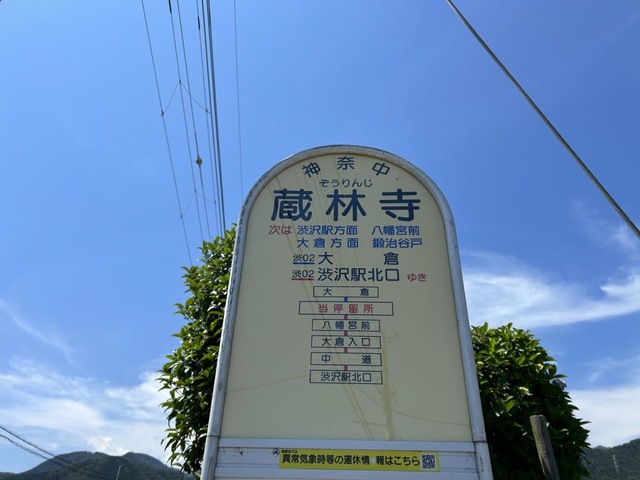 神奈中
ぞうりんじ
蔵林寺
次は 渋沢駅方面 八幡宮前
大倉方面 鍛治谷戸
渋02 大倉
渋02 渋沢駅北口 ゆき
大倉
当停留所
八幡宮前
大倉入口
中道
渋沢駅北口
異常気象時等の運休情 報はこちら